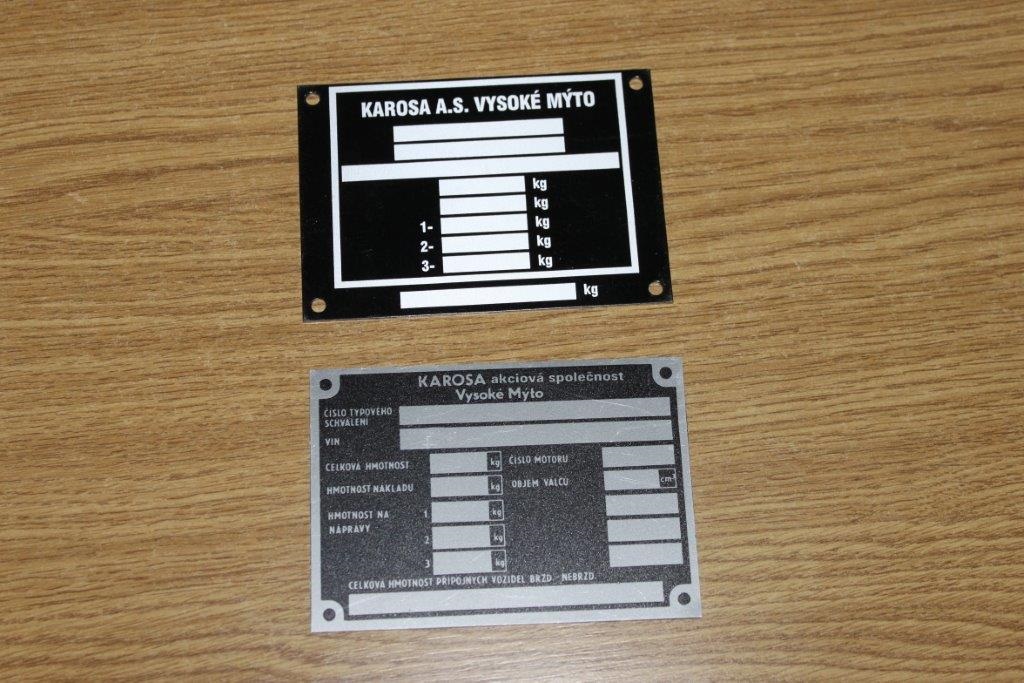 KAROSA A.S. VYSOKÉ MÝTO
kg
kg
1- kg
2- kg
3- kg
kg
KAROSA akciová společnost
Vysoké Mýto
ČÍSLO TYPOVÉHO
SCHVÁLENÍ
VIN
CELKOVÁ HMOTNOST kg ČÍSLO MOTORU
HMOTNOST NÁKLADU kg OBJEM VÁLCŮ cm³
HMOTNOST NA 1 kg
NÁPRAVY
2 kg
3 kg
CELKOVÁ HMOTNOST PŘÍPOJNÝCH VOZIDEL BRZD. NEBRZD.